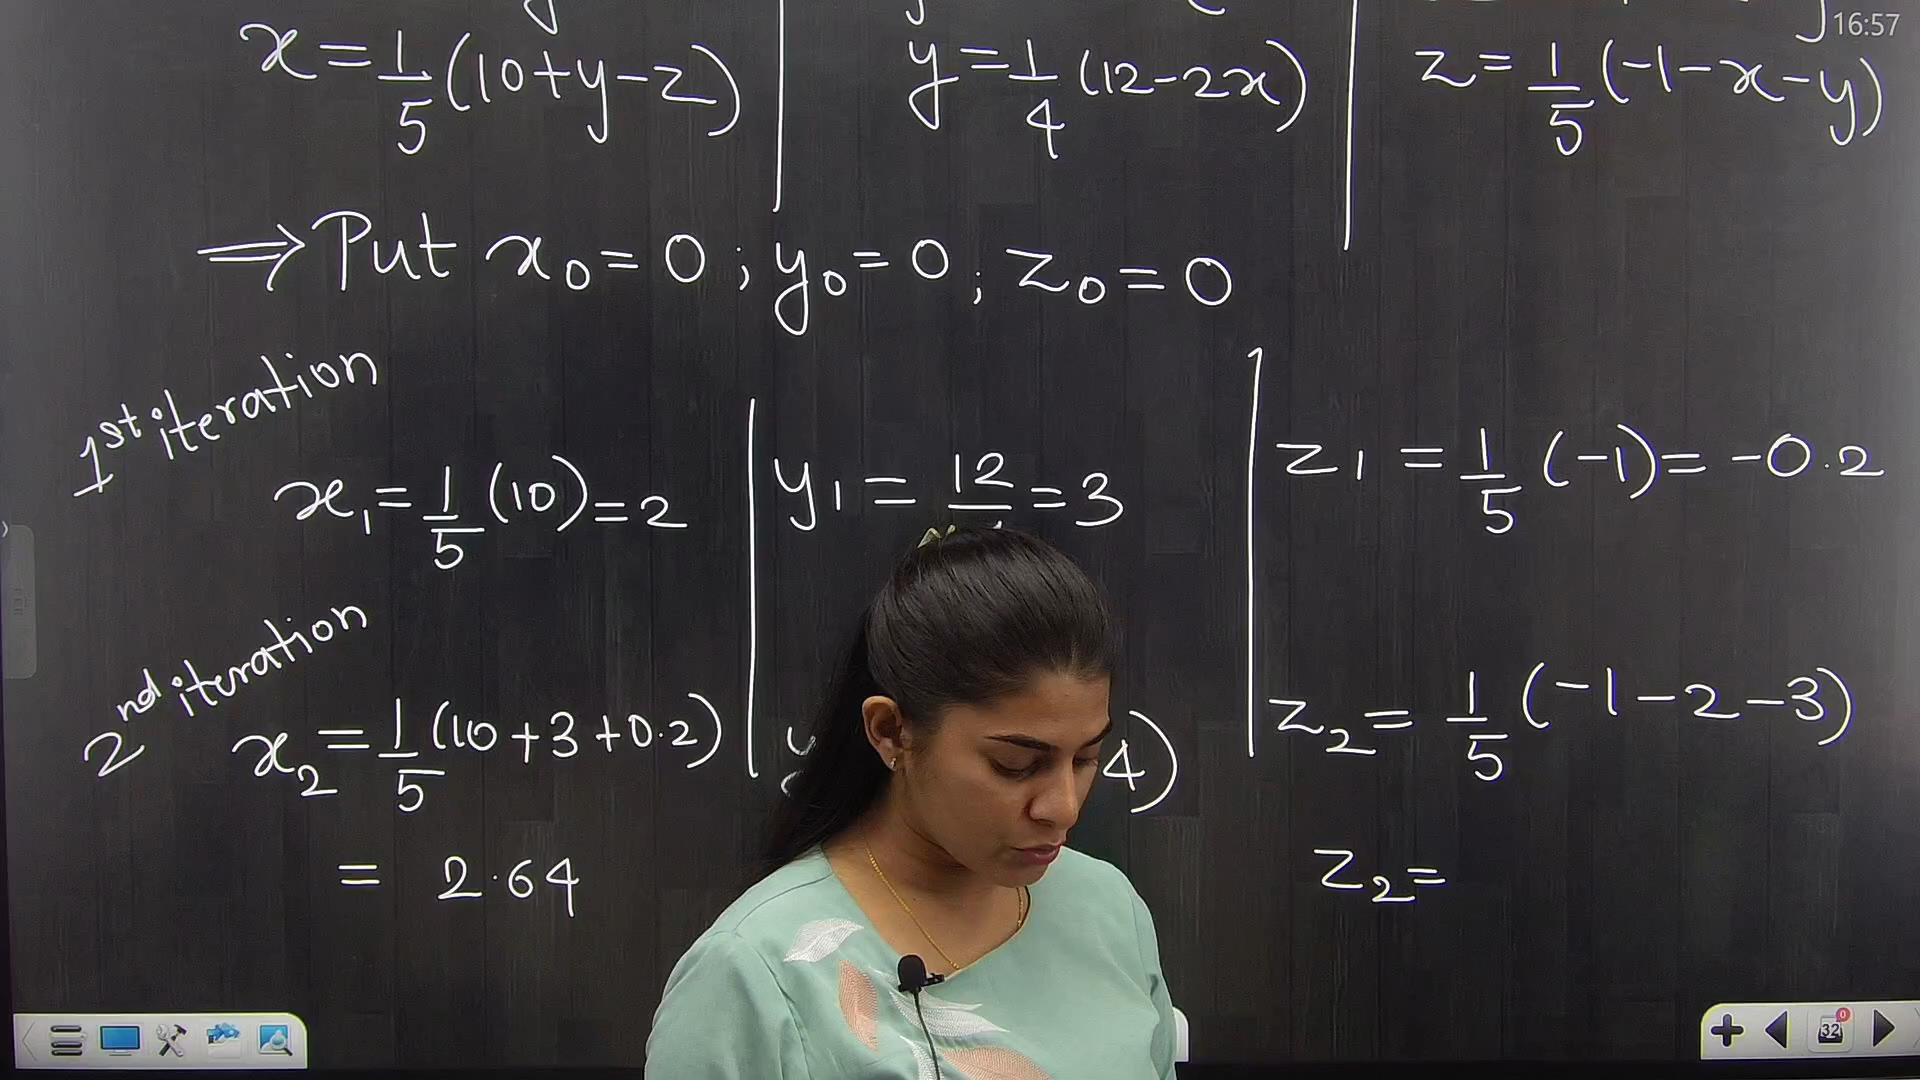 16:57
x = 1/5 (10+y-z)
y = 1/4 (12-2x)
z = 1/5 (-1-x-y)
⇒ Put x₀ = 0 ; y₀ = 0 ; z₀ = 0
1st iteration
x₁ = 1/5 (10) = 2
y₁ = 12/ = 3
z₁ = 1/5 (-1) = -0.2
2nd iteration
x₂ = 1/5 (10+3+0.2)
4)
z₂ = 1/5 (-1-2-3)
= 2.64
z₂ =
32
0